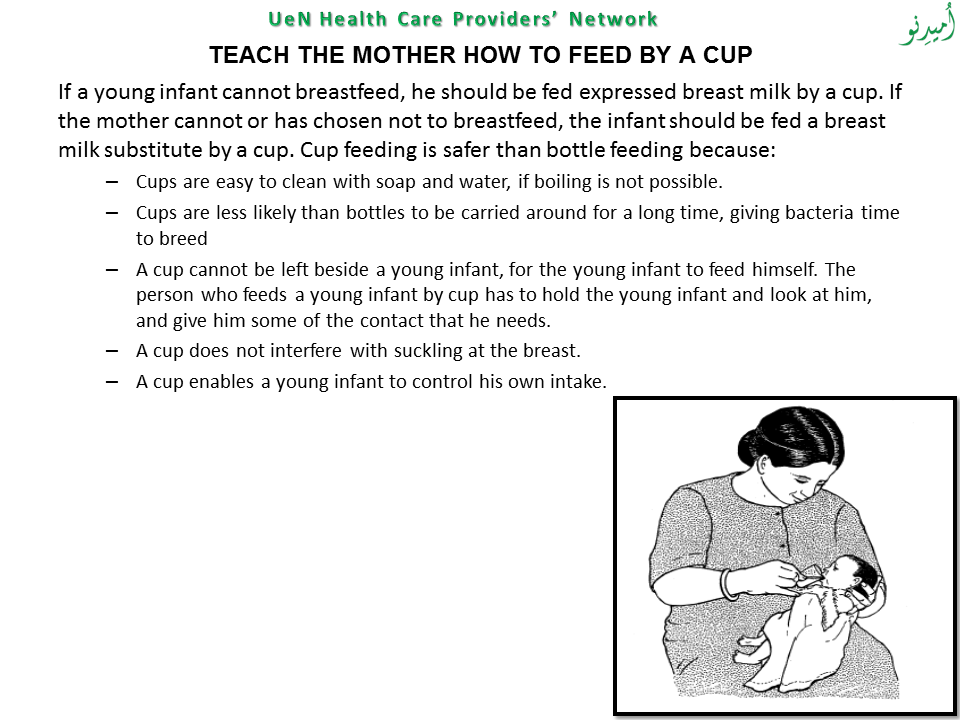 UeN Health Care Providers’ Network
اُمیدِنو
TEACH THE MOTHER HOW TO FEED BY A CUP
If a young infant cannot breastfeed, he should be fed expressed breast milk by a cup. If
the mother cannot or has chosen not to breastfeed, the infant should be fed a breast
milk substitute by a cup. Cup feeding is safer than bottle feeding because:
– Cups are easy to clean with soap and water, if boiling is not possible.
– Cups are less likely than bottles to be carried around for a long time, giving bacteria time
to breed
– A cup cannot be left beside a young infant, for the young infant to feed himself. The
person who feeds a young infant by cup has to hold the young infant and look at him,
and give him some of the contact that he needs.
– A cup does not interfere with suckling at the breast.
– A cup enables a young infant to control his own intake.